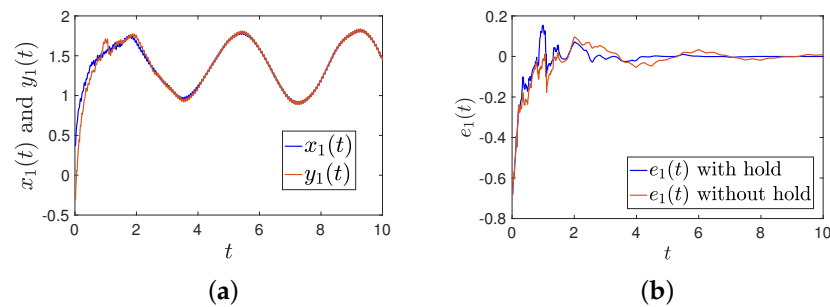 x₁(t) and y₁(t)
2
1.5
1
0.5
0
-0.5
0 2 4 6 8 10
t
x₁(t)
y₁(t)
(a)
e₁(t)
0.2
0
-0.2
-0.4
-0.6
-0.8
0 2 4 6 8 10
t
e₁(t) with hold
e₁(t) without hold
(b)